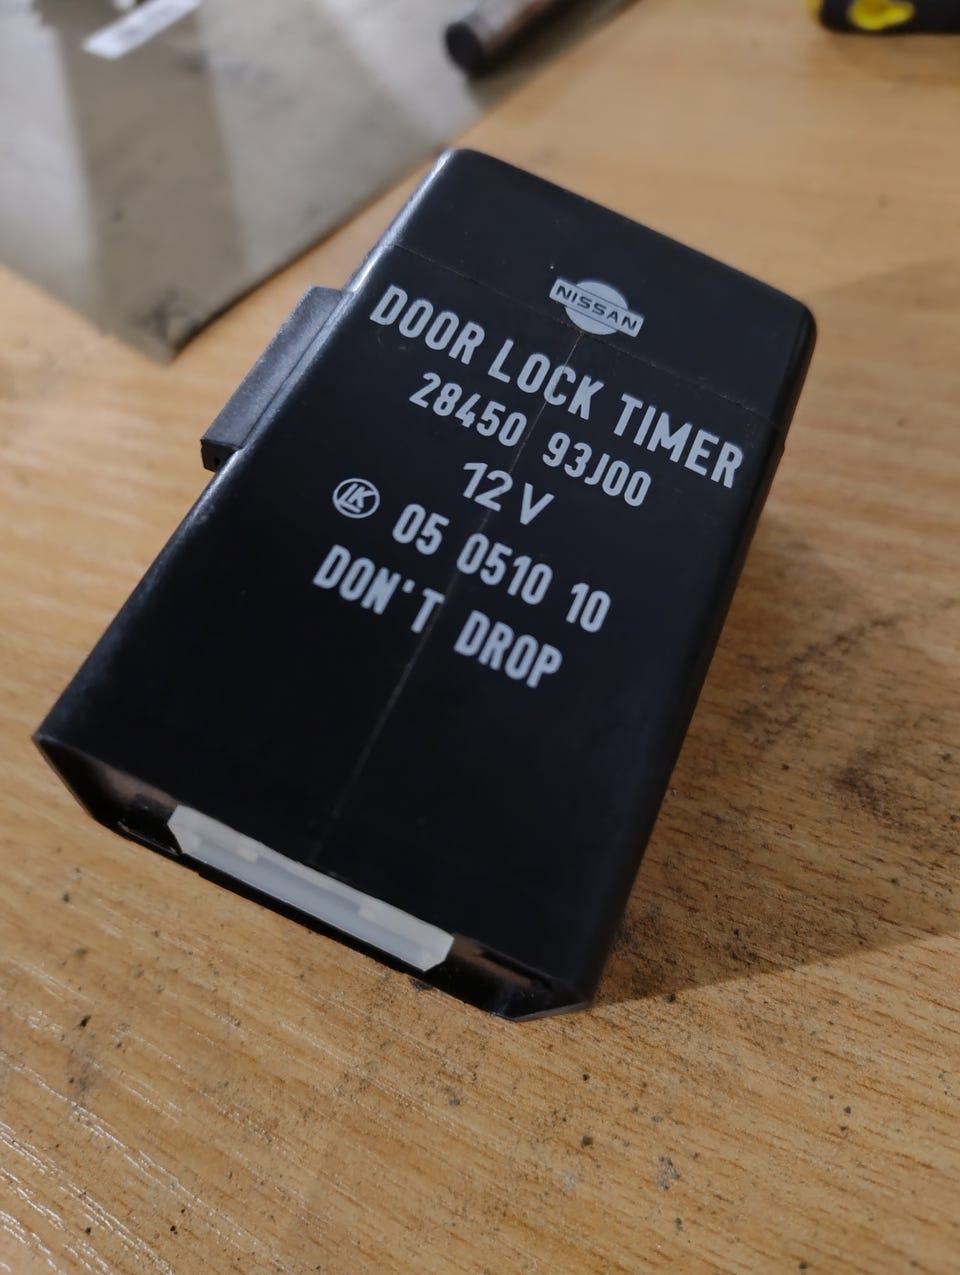 NISSAN
DOOR LOCK TIMER
28450 93J00
12V
LK 05 0510 10
DON'T DROP